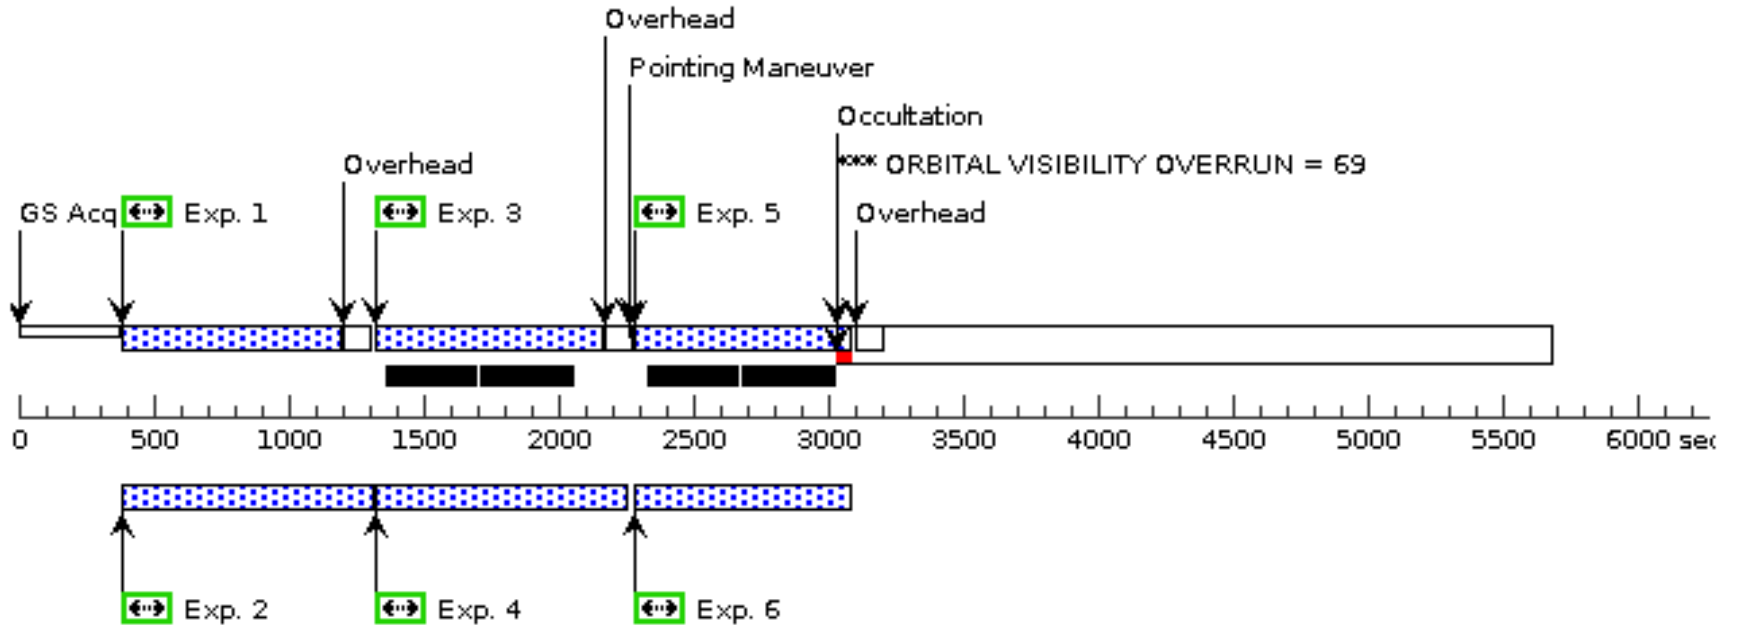 Overhead
Pointing Maneuver
Occultation
Overhead
**** ORBITAL VISIBILITY OVERRUN = 69
GS Acq Exp. 1 Exp. 3 Exp. 5 Overhead
0 500 1000 1500 2000 2500 3000 3500 4000 4500 5000 5500 6000 sec
Exp. 2 Exp. 4 Exp. 6